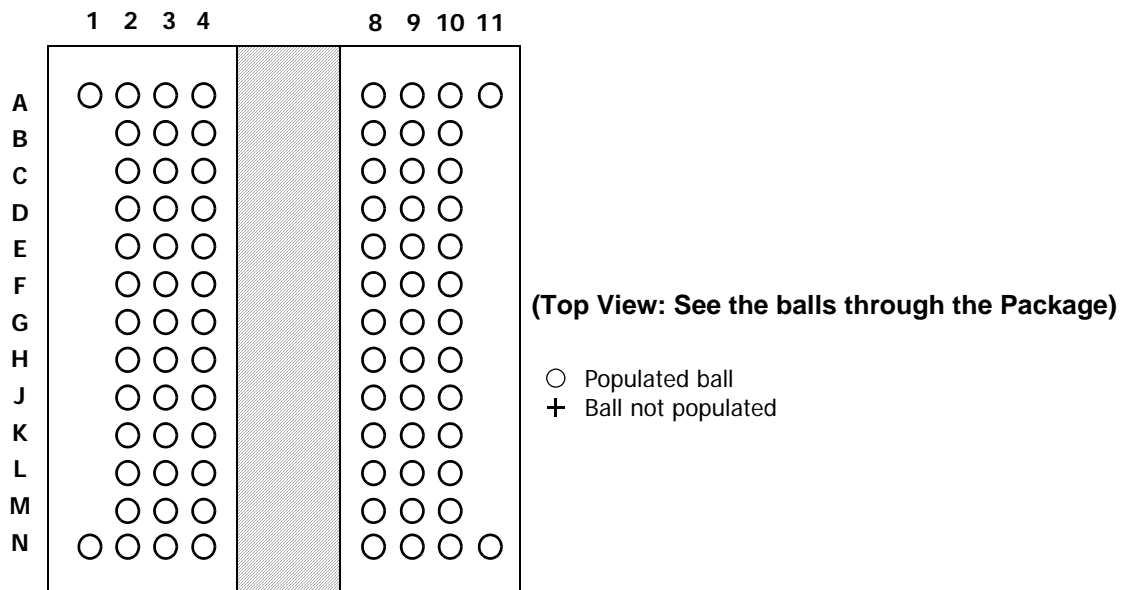 1 2 3 4 8 9 10 11
A
B
C
D
E
F
G
(Top View: See the balls through the Package)
H
J
Populated ball
Ball not populated
K
L
M
N